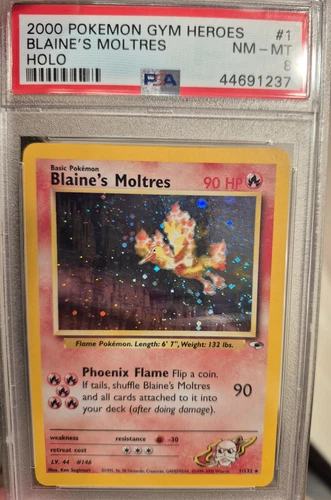 2000 POKEMON GYM HEROES #1
BLAINE'S MOLTRES NM - MT
HOLO 8
PSA 44691237
Basic Pokémon
Blaine's Moltres 90 HP
Flame Pokémon. Length: 6' 7", Weight: 132 lbs.
Phoenix Flame Flip a coin.
If tails, shuffle Blaine's Moltres
and all cards attached to it into
your deck (after doing damage).
90
weakness resistance -30
retreat cost
LV. 44 #146
Illus. Ken Sugimori
1/132